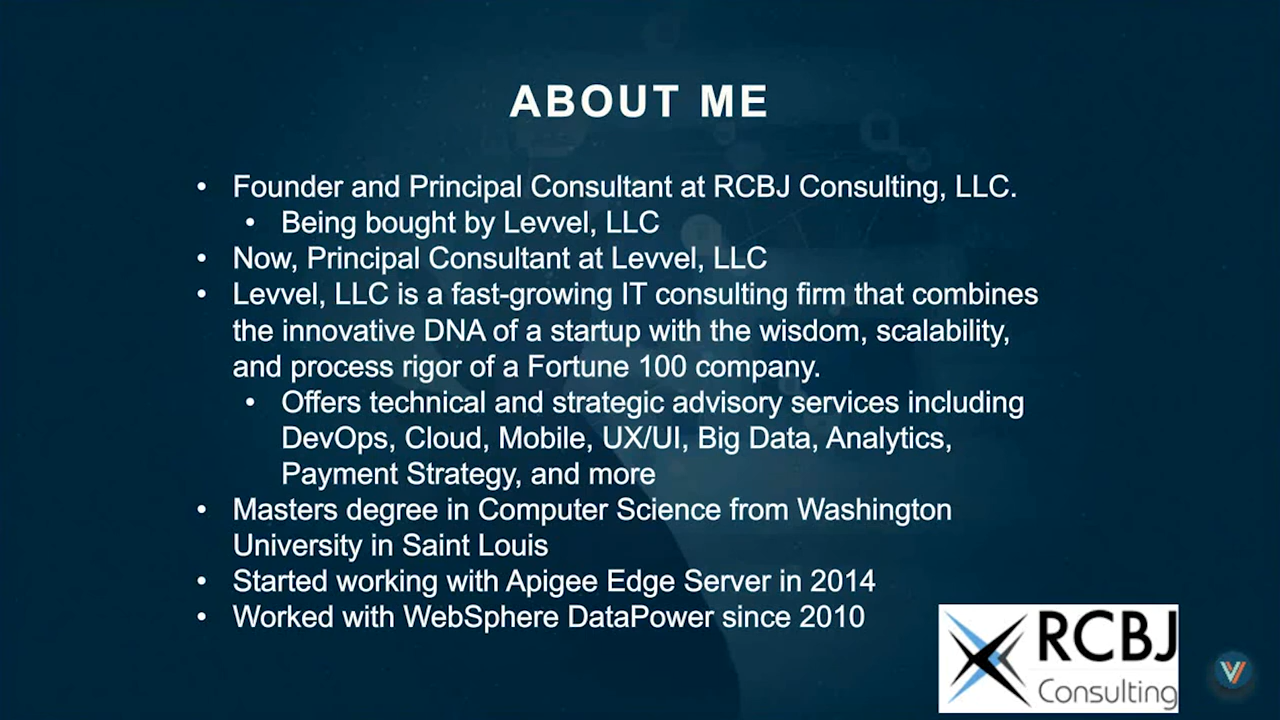 ABOUT ME
• Founder and Principal Consultant at RCBJ Consulting, LLC.
• Being bought by Levvel, LLC
• Now, Principal Consultant at Levvel, LLC
• Levvel, LLC is a fast-growing IT consulting firm that combines
the innovative DNA of a startup with the wisdom, scalability,
and process rigor of a Fortune 100 company.
• Offers technical and strategic advisory services including
DevOps, Cloud, Mobile, UX/UI, Big Data, Analytics,
Payment Strategy, and more
• Masters degree in Computer Science from Washington
University in Saint Louis
• Started working with Apigee Edge Server in 2014
• Worked with WebSphere DataPower since 2010
RCBJ
Consulting